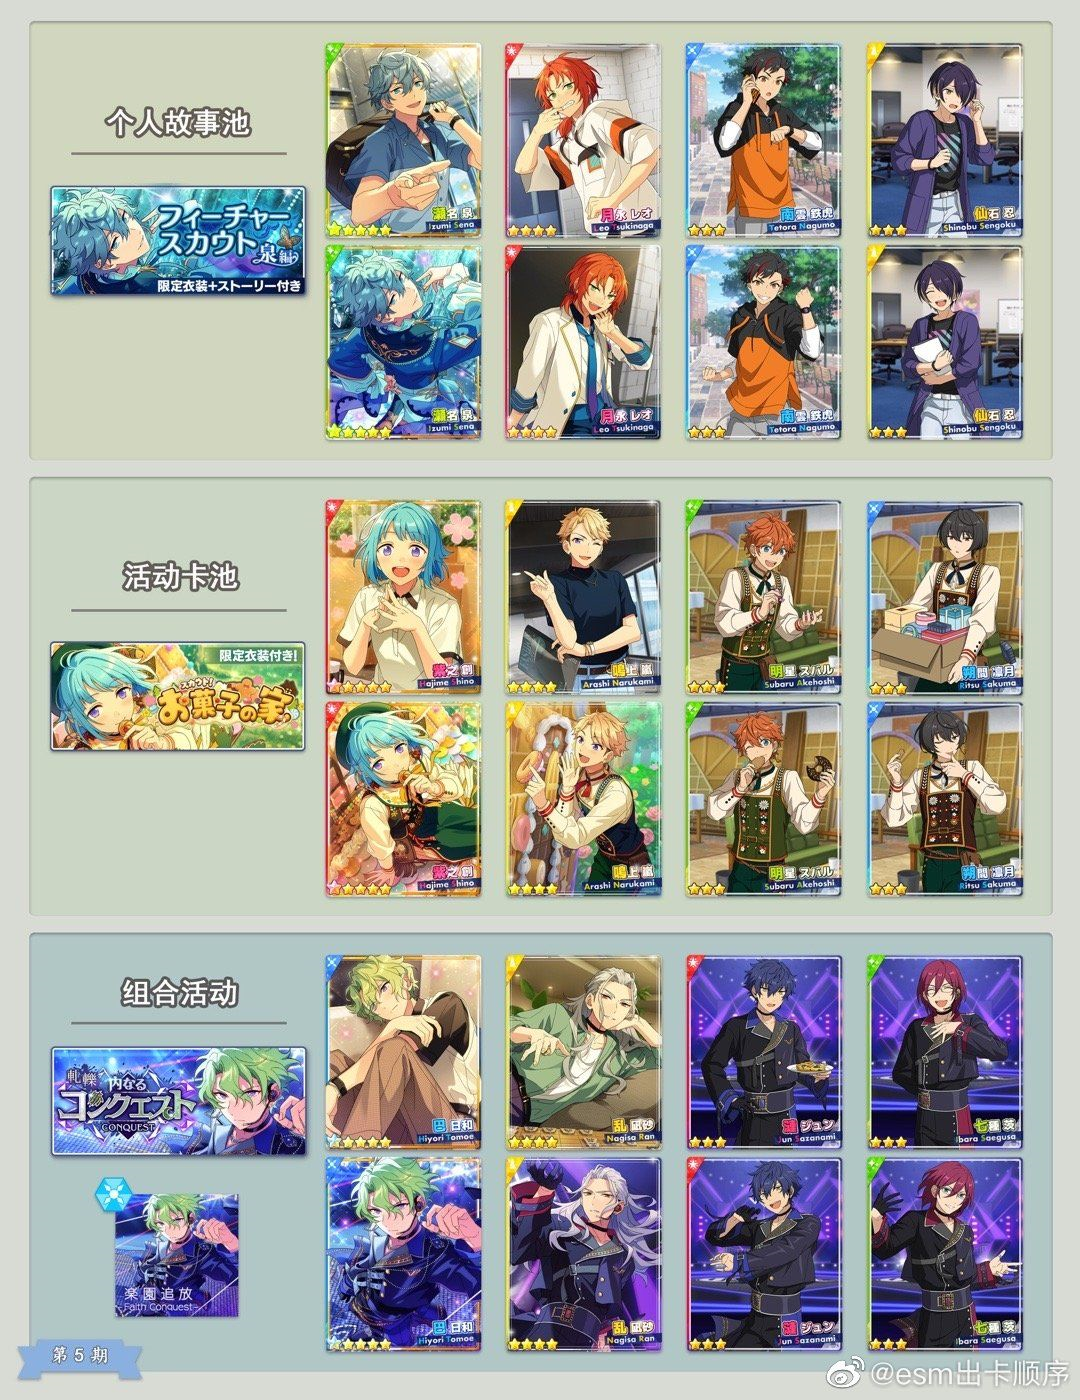 个人故事池
フィーチャー
スカウト 泉編
限定衣装+ストーリー付き
瀬名 泉
Izumi Sena
月永 レオ
Leo Tsukinaga
南雲 鉄虎
Tetora Nagumo
仙石 忍
Shinobu Sengoku
瀬名 泉
Izumi Sena
月永 レオ
Leo Tsukinaga
南雲 鉄虎
Tetora Nagumo
仙石 忍
Shinobu Sengoku
活动卡池
限定衣装付き!
スカウト!
お菓子の家
紫之 創
Hajime Shino
鳴上 嵐
Arashi Narukami
明星 スバル
Subaru Akehoshi
朔間 凛月
Ritsu Sakuma
紫之 創
Hajime Shino
鳴上 嵐
Arashi Narukami
明星 スバル
Subaru Akehoshi
朔間 凛月
Ritsu Sakuma
组合活动
軋轢 内なる
コンクエスト
CONQUEST
楽園追放
-Faith Conquest-
巴 日和
Hiyori Tomoe
乱 凪砂
Nagisa Ran
漣 ジュン
Jun Sazanami
七種 茨
Ibara Saegusa
巴 日和
Hiyori Tomoe
乱 凪砂
Nagisa Ran
漣 ジュン
Jun Sazanami
七種 茨
Ibara Saegusa
第 5 期
@esm出卡顺序